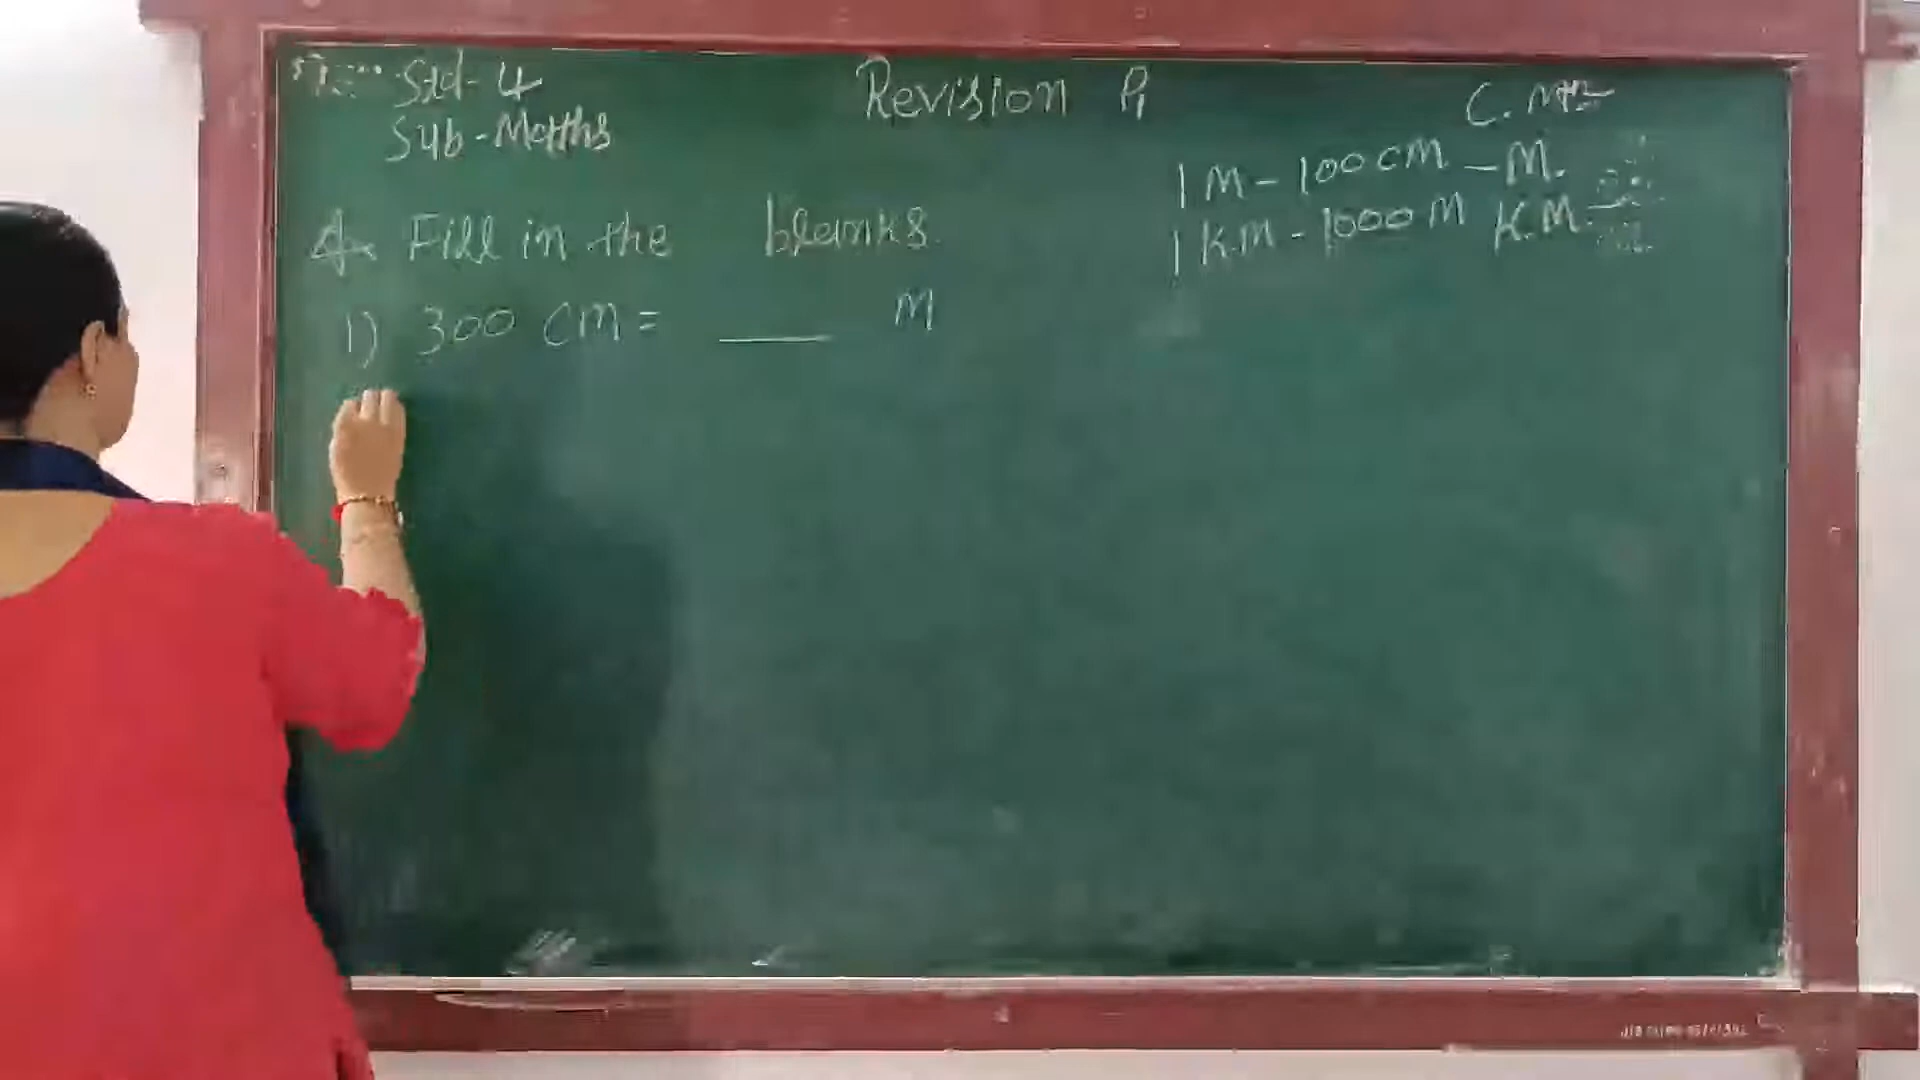 Std-4
Sub-Maths
Revision P1
1 M - 100 cm - M.
1 K.M - 1000 M K.M.
Q. Fill in the blanks.
1) 300 cm = ____ M